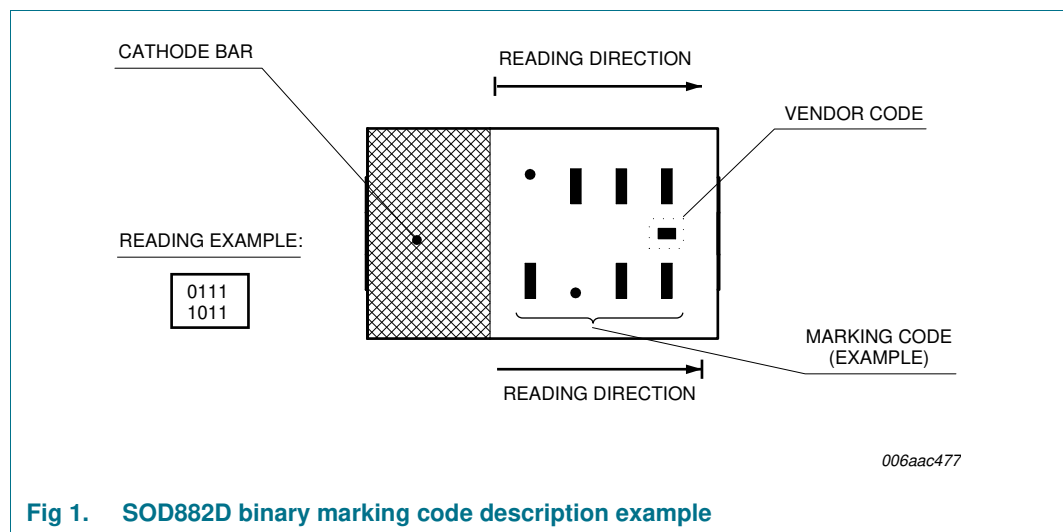 CATHODE BAR
READING DIRECTION
VENDOR CODE
READING EXAMPLE:
0111
1011
MARKING CODE
(EXAMPLE)
READING DIRECTION
006aac477
Fig 1. SOD882D binary marking code description example